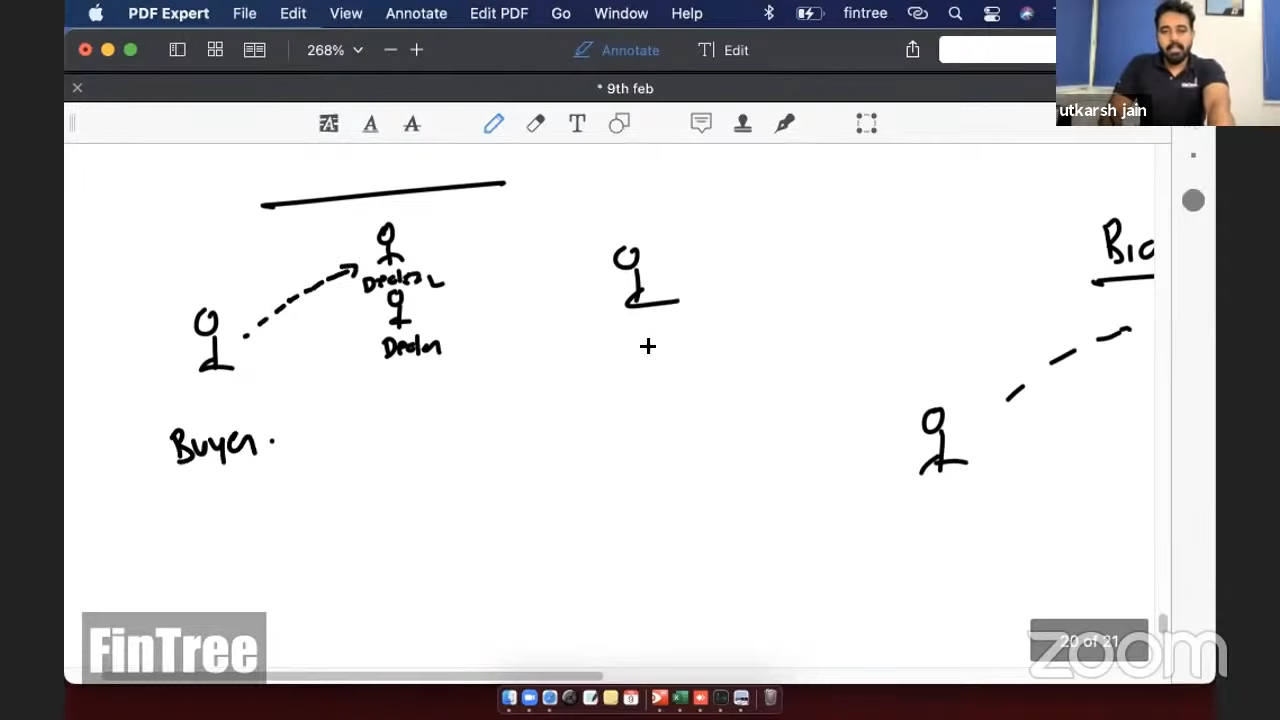 PDF Expert File Edit View Annotate Edit PDF Go Window Help fintree
268% Annotate T| Edit
* 9th feb
utkarsh jain
Dealer
Dealer
Buyer.
FinTree
20 of 21
zoom